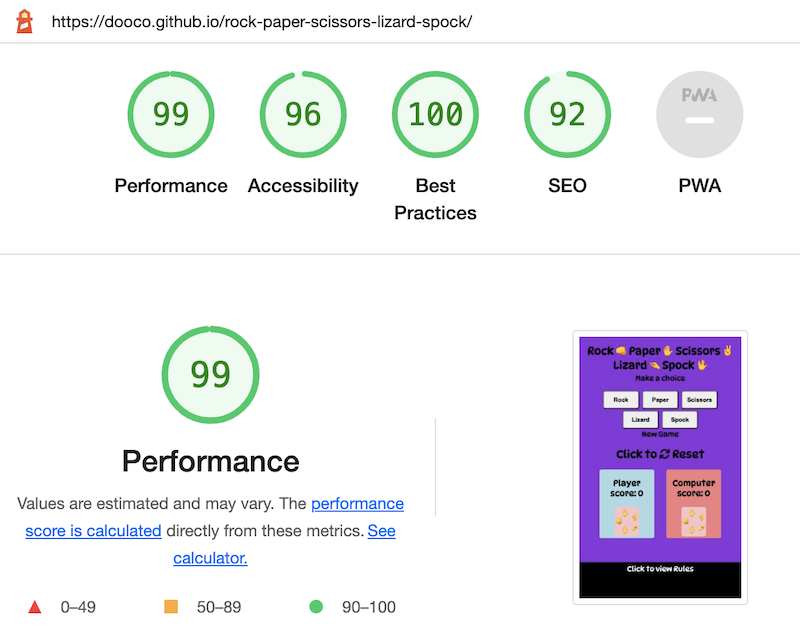 https://dooco.github.io/rock-paper-scissors-lizard-spock/
99
96
100
92
PWA
Performance
Accessibility
Best
Practices
SEO
PWA
99
Performance
Values are estimated and may vary. The performance
score is calculated directly from these metrics. See
calculator.
0–49
50–89
90–100
Rock👊 Paper🖐 Scissors✌
Lizard🤏 Spock🖖
Make a choice
Rock
Paper
Scissors
Lizard
Spock
New Game
Click to Reset
Player
score: 0
Computer
score: 0
Click to view Rules